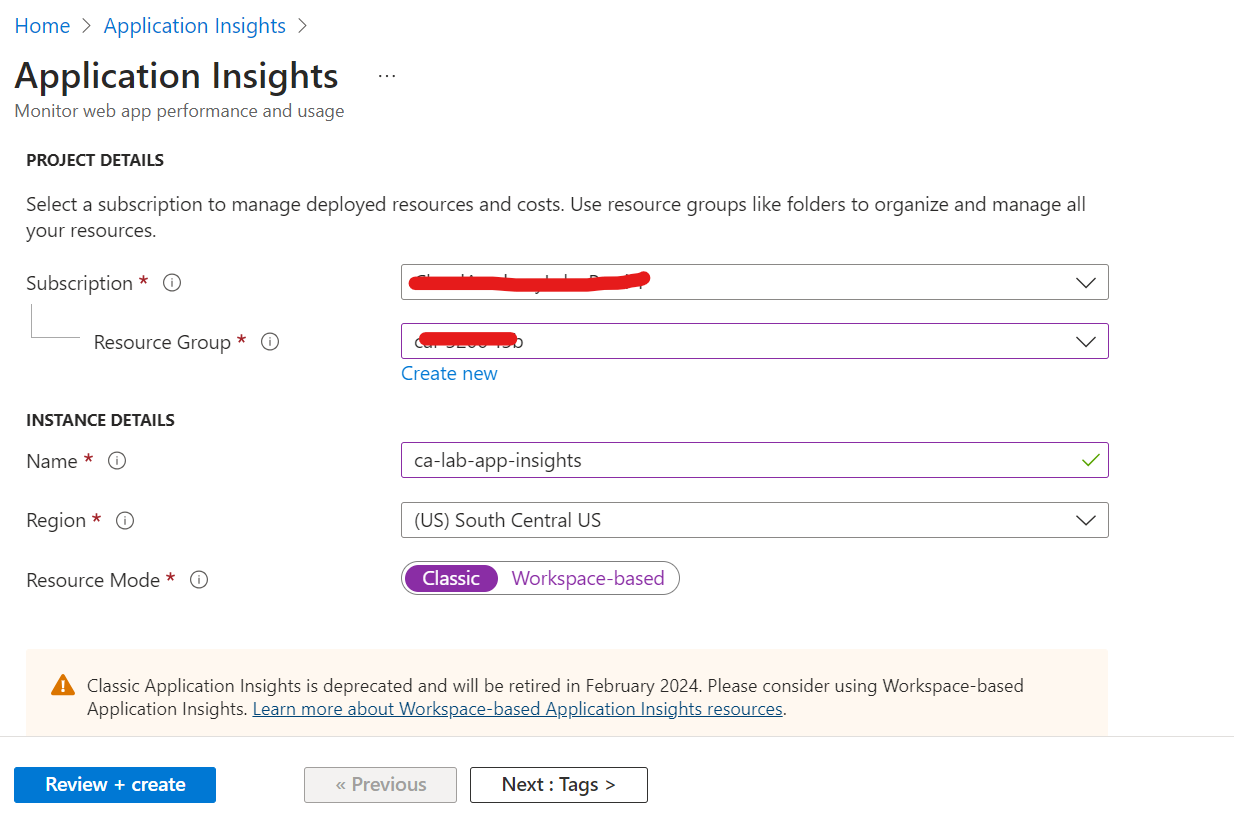 Home > Application Insights >
Application Insights ...
Monitor web app performance and usage
PROJECT DETAILS
Select a subscription to manage deployed resources and costs. Use resource groups like folders to organize and manage all
your resources.
Subscription *
Resource Group *
Create new
INSTANCE DETAILS
Name * ca-lab-app-insights
Region * (US) South Central US
Resource Mode * Classic Workspace-based
Classic Application Insights is deprecated and will be retired in February 2024. Please consider using Workspace-based
Application Insights. Learn more about Workspace-based Application Insights resources.
Review + create « Previous Next : Tags >